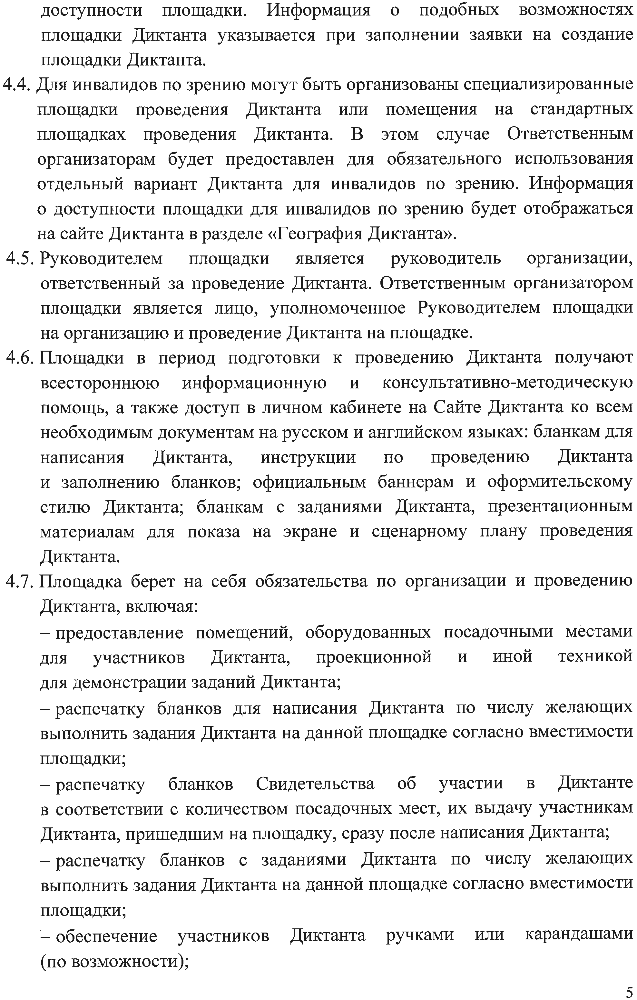 доступности площадки. Информация о подобных возможностях
площадки Диктанта указывается при заполнении заявки на создание
площадки Диктанта.
4.4. Для инвалидов по зрению могут быть организованы специализированные
площадки проведения Диктанта или помещения на стандартных
площадках проведения Диктанта. В этом случае Ответственным
организаторам будет предоставлен для обязательного использования
отдельный вариант Диктанта для инвалидов по зрению. Информация
о доступности площадки для инвалидов по зрению будет отображаться
на сайте Диктанта в разделе «География Диктанта».
4.5. Руководителем площадки является руководитель организации,
ответственный за проведение Диктанта. Ответственным организатором
площадки является лицо, уполномоченное Руководителем площадки
на организацию и проведение Диктанта на площадке.
4.6. Площадки в период подготовки к проведению Диктанта получают
всестороннюю информационную и консультативно-методическую
помощь, а также доступ в личном кабинете на Сайте Диктанта ко всем
необходимым документам на русском и английском языках: бланкам для
написания Диктанта, инструкции по проведению Диктанта
и заполнению бланков; официальным баннерам и оформительскому
стилю Диктанта; бланкам с заданиями Диктанта, презентационным
материалам для показа на экране и сценарному плану проведения
Диктанта.
4.7. Площадка берет на себя обязательства по организации и проведению
Диктанта, включая:
– предоставление помещений, оборудованных посадочными местами
для участников Диктанта, проекционной и иной техникой
для демонстрации заданий Диктанта;
– распечатку бланков для написания Диктанта по числу желающих
выполнить задания Диктанта на данной площадке согласно вместимости
площадки;
– распечатку бланков Свидетельства об участии в Диктанте
в соответствии с количеством посадочных мест, их выдачу участникам
Диктанта, пришедшим на площадку, сразу после написания Диктанта;
– распечатку бланков с заданиями Диктанта по числу желающих
выполнить задания Диктанта на данной площадке согласно вместимости
площадки;
– обеспечение участников Диктанта ручками или карандашами
(по возможности);
5